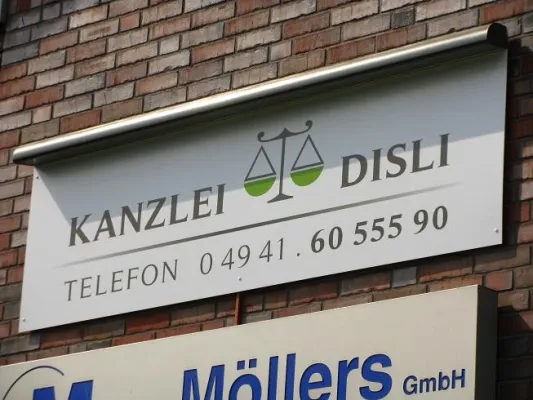 KANZLEI DISLI
TELEFON 0 49 41 . 60 555 90
M Möllers GmbH